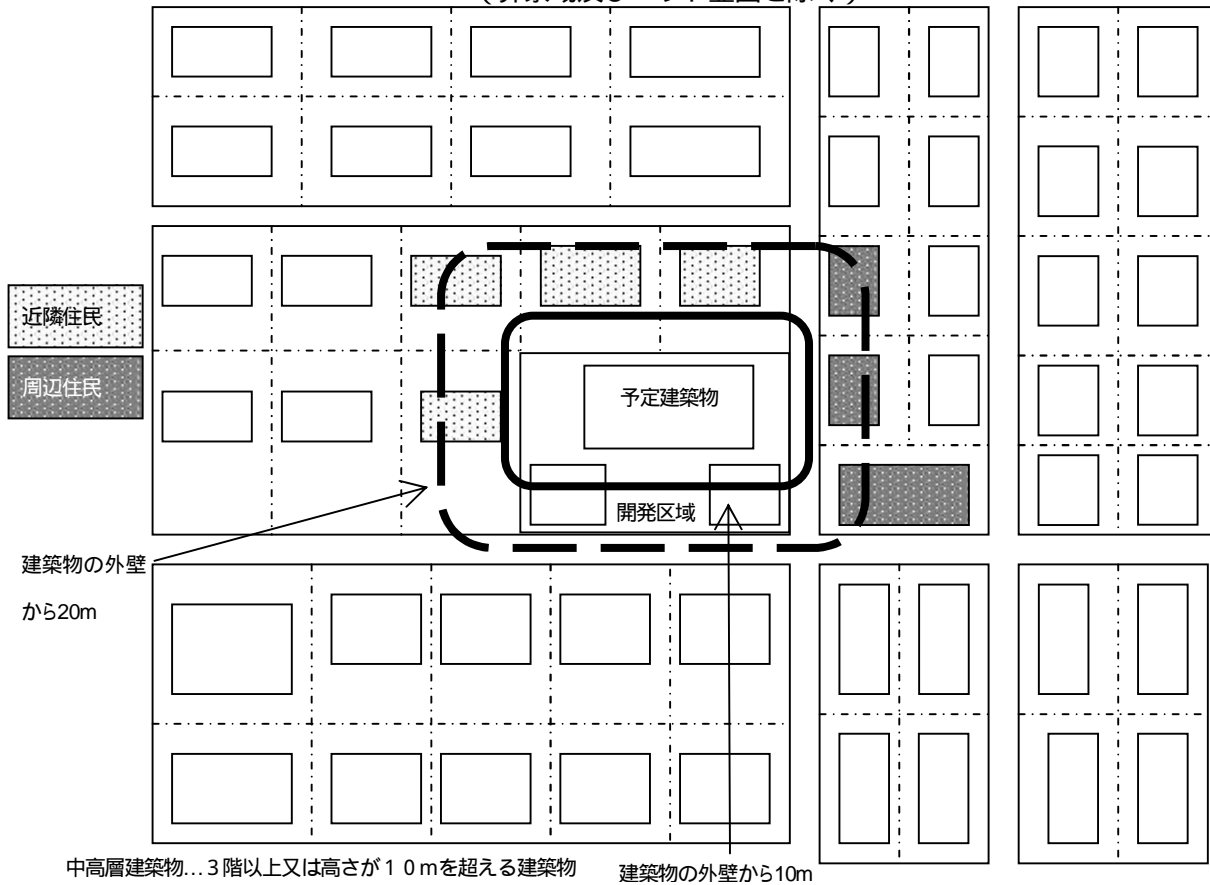 近隣住民
周辺住民
予定建築物
開発区域
建築物の外壁
から20m
中高層建築物…3階以上又は高さが10mを超える建築物
建築物の外壁から10m